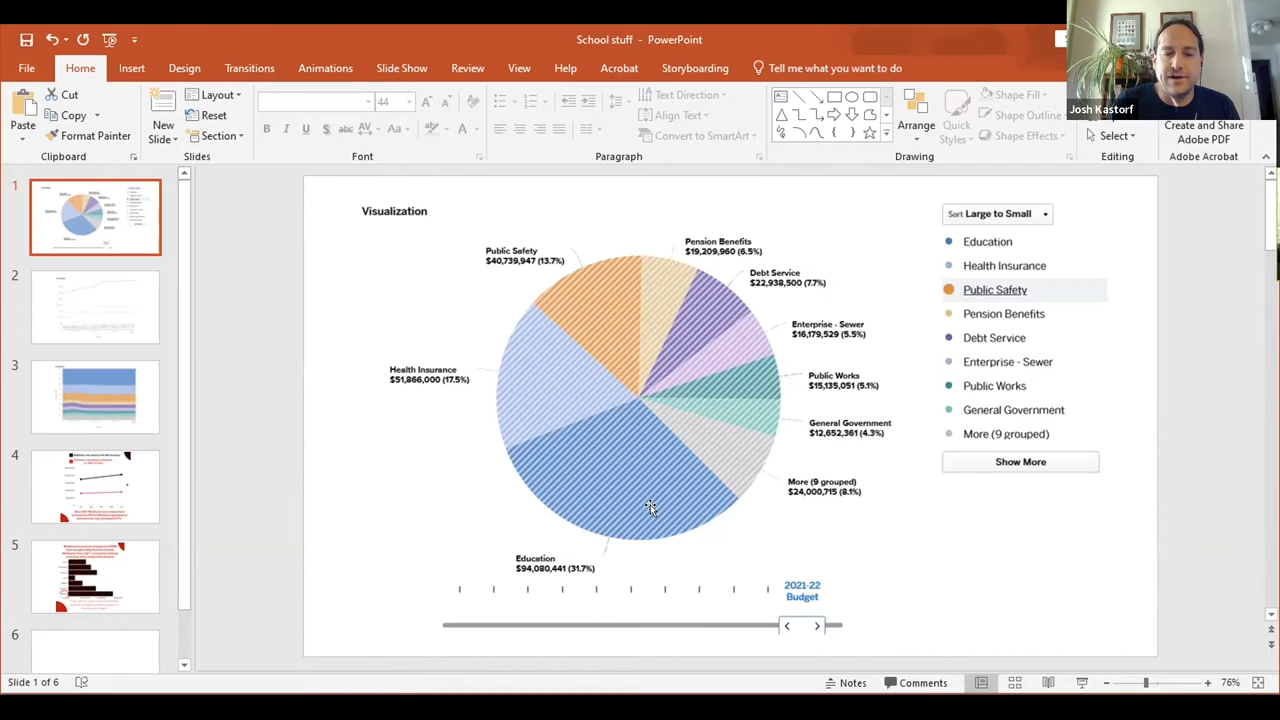 School stuff - PowerPoint
File
Home
Insert
Design
Transitions
Animations
Slide Show
Review
View
Help
Acrobat
Storyboarding
Tell me what you want to do
Josh Kastorf
Paste
Cut
Copy
Format Painter
Clipboard
New
Slide
Layout
Reset
Section
Slides
44
Font
Text Direction
Align Text
Convert to SmartArt
Paragraph
Arrange
Quick
Styles
Shape Fill
Shape Outline
Shape Effects
Drawing
Select
Editing
Create and Share
Adobe PDF
Adobe Acrobat
1
2
3
4
5
6
Visualization
Public Safety
$40,739,947 (13.7%)
Pension Benefits
$19,209,960 (6.5%)
Debt Service
$22,938,500 (7.7%)
Enterprise - Sewer
$16,179,529 (5.5%)
Health Insurance
$51,866,000 (17.5%)
Public Works
$15,135,051 (5.1%)
General Government
$12,652,361 (4.3%)
More (9 grouped)
$24,000,715 (8.1%)
Education
$94,080,441 (31.7%)
2021-22
Budget
Sort Large to Small
Education
Health Insurance
Public Safety
Pension Benefits
Debt Service
Enterprise - Sewer
Public Works
General Government
More (9 grouped)
Show More
Slide 1 of 6
Notes
Comments
76%